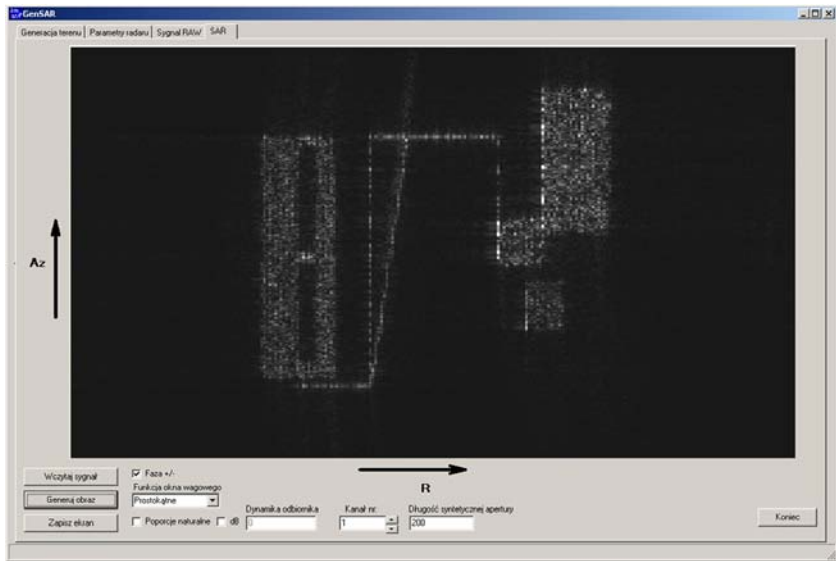 GenSAR
Generacja terenu Parametry radaru Sygnał RAW SAR
Az
R
Wczytaj sygnał
Faza +/-
Funkcja okna wagowego
Generuj obraz
Prostokątne
Dynamika odbiornika
Kanał nr.
Długość syntetycznej apertury
Zapisz ekran
Poporcje naturalne
dB
0
1
200
Koniec